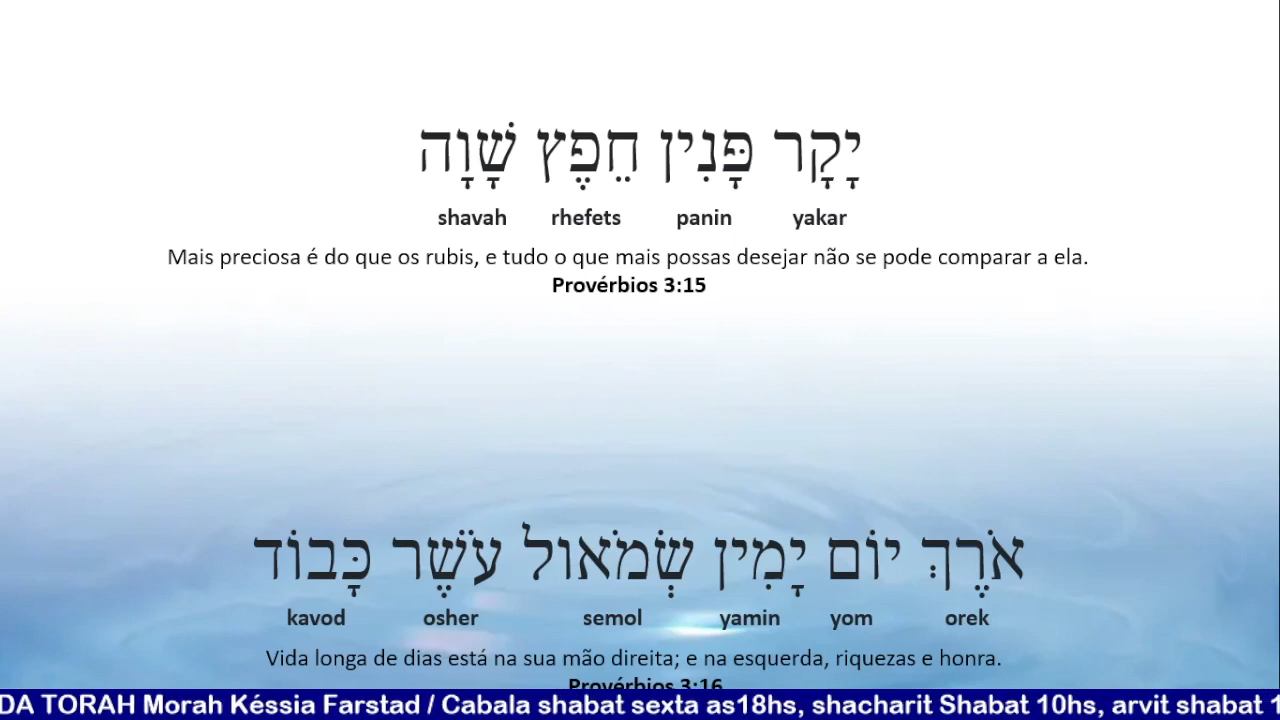 יָקָר פָּנִין חֵפֶץ שָׁוָה
shavah rhefets panin yakar
Mais preciosa é do que os rubis, e tudo o que mais possas desejar não se pode comparar a ela.
Provérbios 3:15
אֹרֶךְ יוֹם יָמִין שְׂמֹאול עֹשֶׁר כָּבוֹד
kavod osher semol yamin yom orek
Vida longa de dias está na sua mão direita; e na esquerda, riquezas e honra.
Provérbios 3:16
DA TORAH Morah Késsia Farstad / Cabala shabat sexta as18hs, shacharit Shabat 10hs, arvit shabat